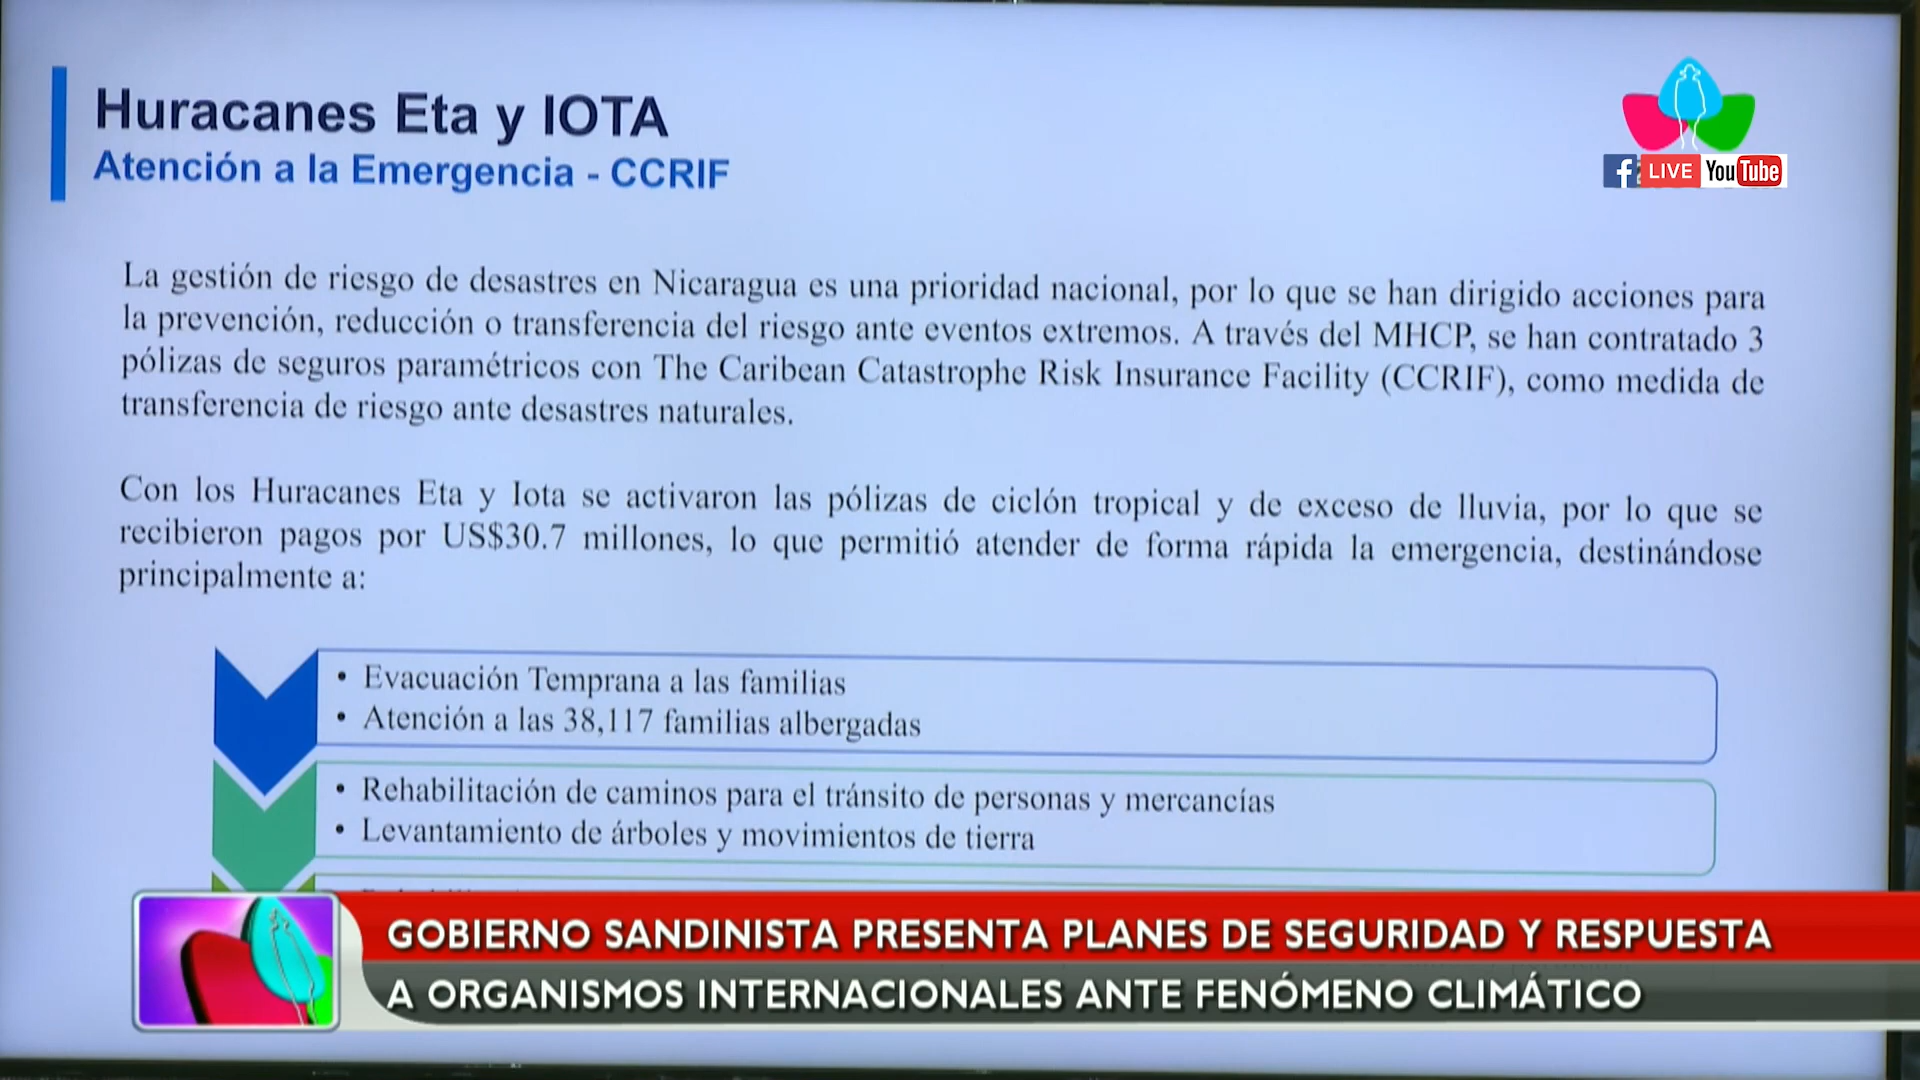 Huracanes Eta y IOTA
Atención a la Emergencia - CCRIF
f LIVE YouTube
La gestión de riesgo de desastres en Nicaragua es una prioridad nacional, por lo que se han dirigido acciones para
la prevención, reducción o transferencia del riesgo ante eventos extremos. A través del MHCP, se han contratado 3
pólizas de seguros paramétricos con The Caribean Catastrophe Risk Insurance Facility (CCRIF), como medida de
transferencia de riesgo ante desastres naturales.
Con los Huracanes Eta y Iota se activaron las pólizas de ciclón tropical y de exceso de lluvia, por lo que se
recibieron pagos por US$30.7 millones, lo que permitió atender de forma rápida la emergencia, destinándose
principalmente a:
• Evacuación Temprana a las familias
• Atención a las 38,117 familias albergadas
• Rehabilitación de caminos para el tránsito de personas y mercancías
• Levantamiento de árboles y movimientos de tierra
GOBIERNO SANDINISTA PRESENTA PLANES DE SEGURIDAD Y RESPUESTA
A ORGANISMOS INTERNACIONALES ANTE FENÓMENO CLIMÁTICO